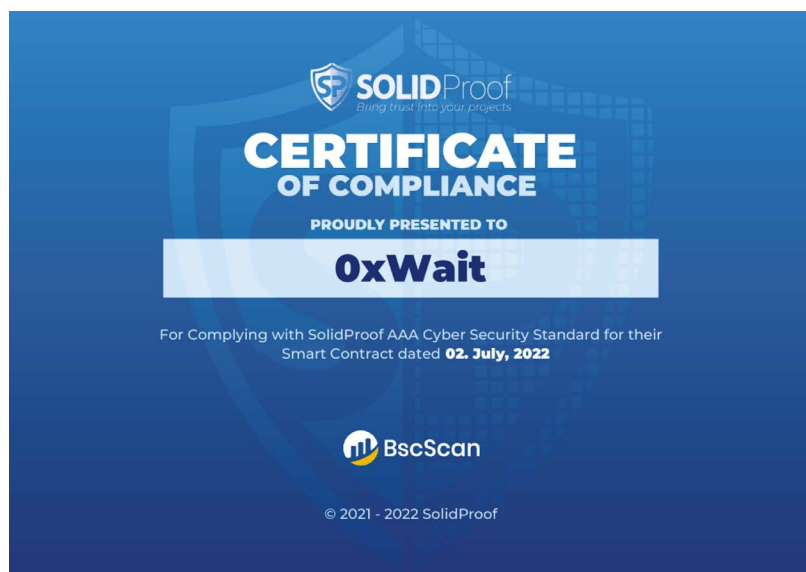 SP SOLIDProof
Bring trust into your projects
CERTIFICATE
OF COMPLIANCE
PROUDLY PRESENTED TO
0xWait
For Complying with SolidProof AAA Cyber Security Standard for their
Smart Contract dated 02. July, 2022
BscScan
© 2021 - 2022 SolidProof